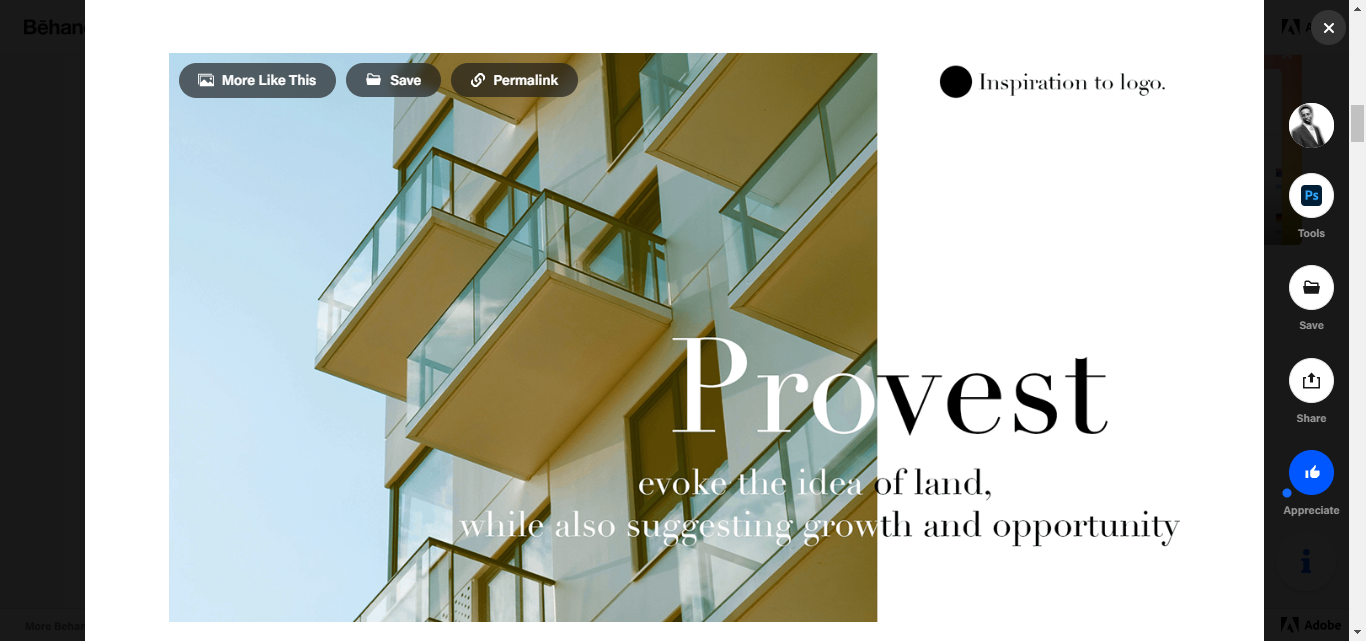 Bēhan
More Like This
Save
Permalink
Inspiration to logo.
Provest
evoke the idea of land,
while also suggesting growth and opportunity
Ps
Tools
Save
Share
Appreciate
i
More Behan
Adobe